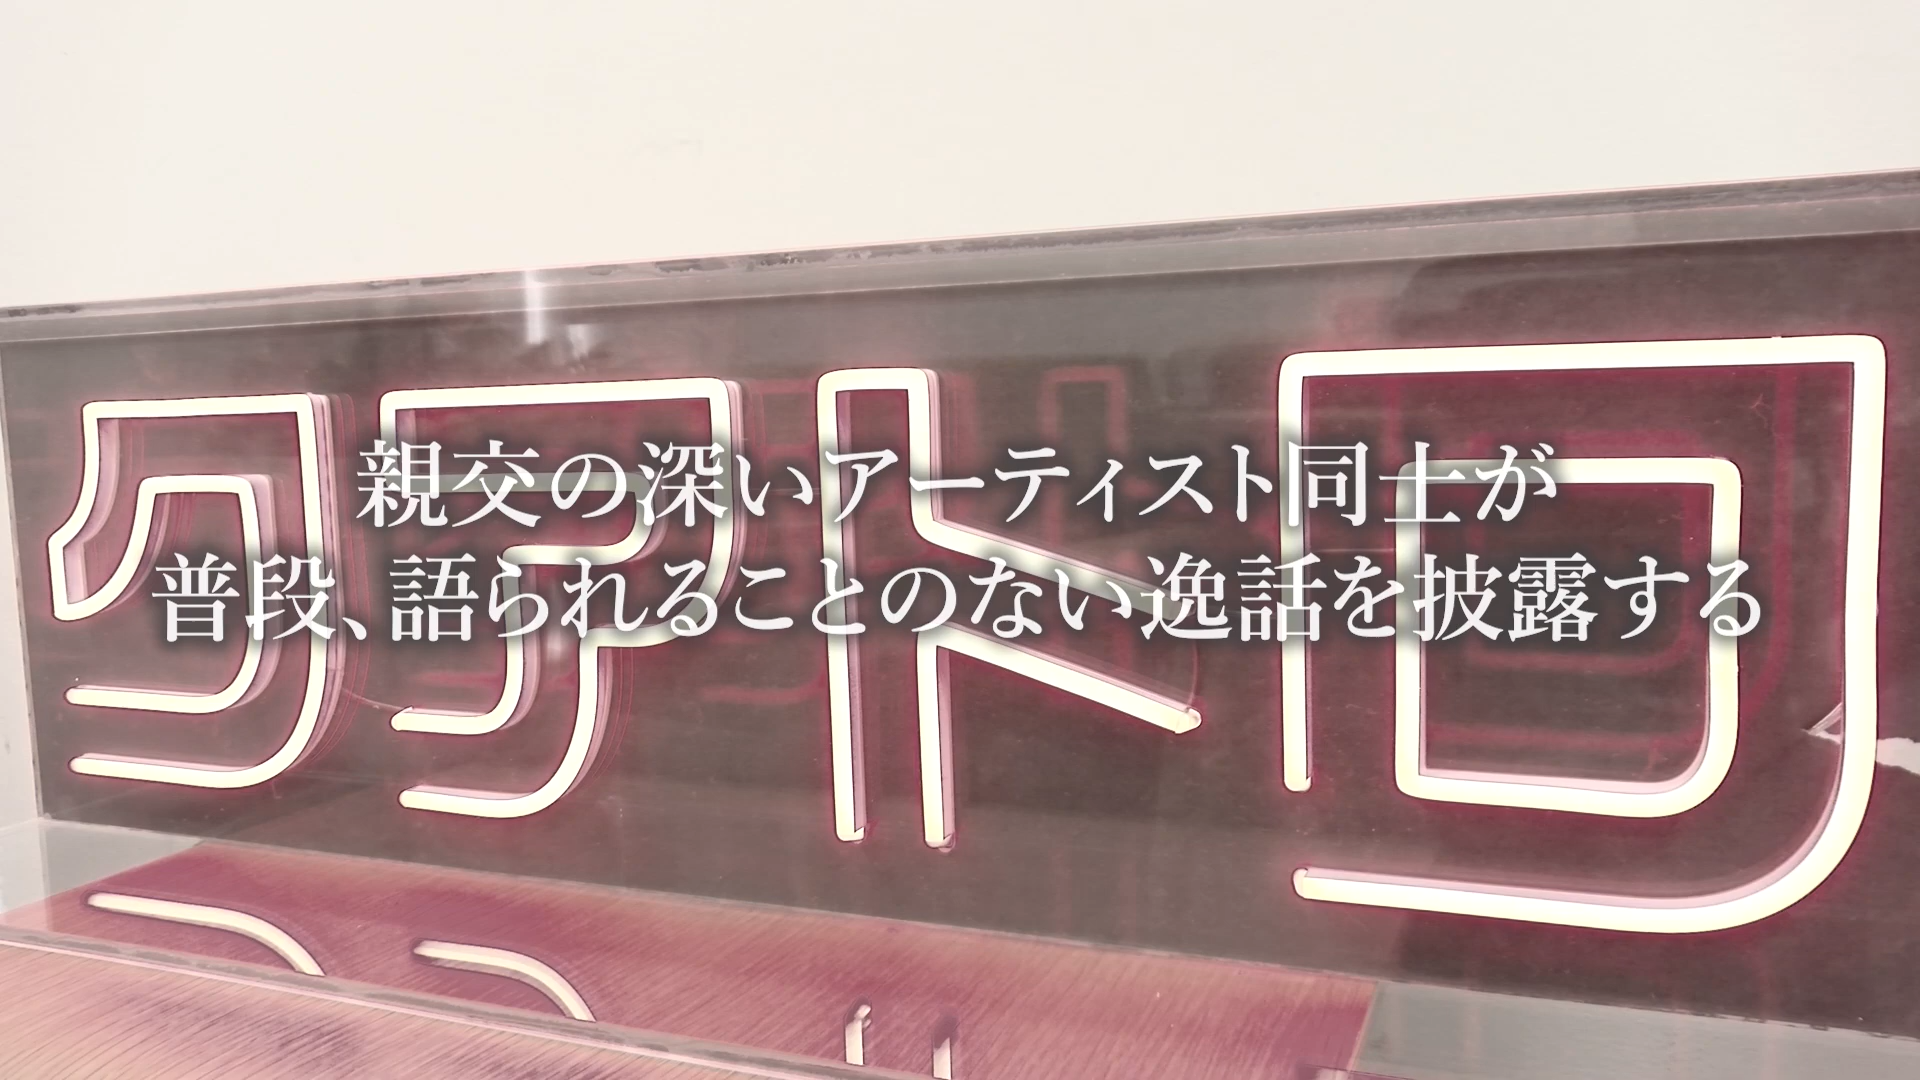 クアトロ
親交の深いアーティスト同士が
普段、語られることのない逸話を披露する